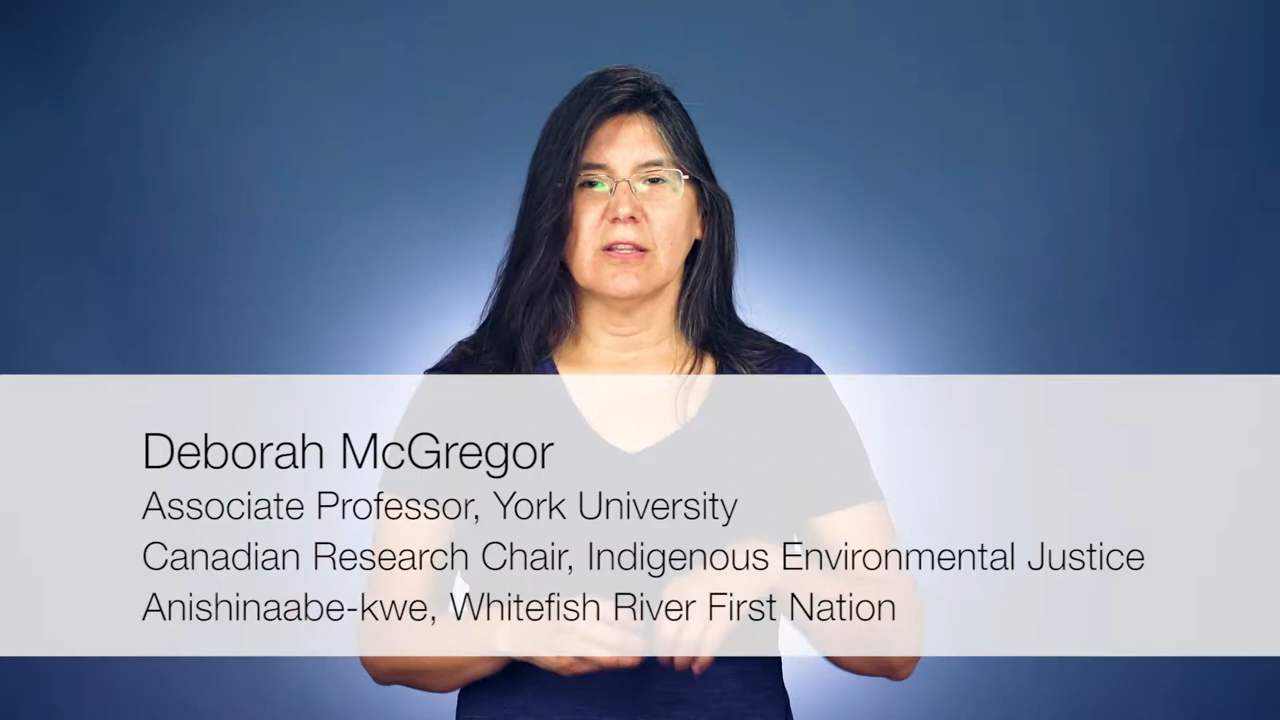 Deborah McGregor
Associate Professor, York University
Canadian Research Chair, Indigenous Environmental Justice
Anishinaabe-kwe, Whitefish River First Nation